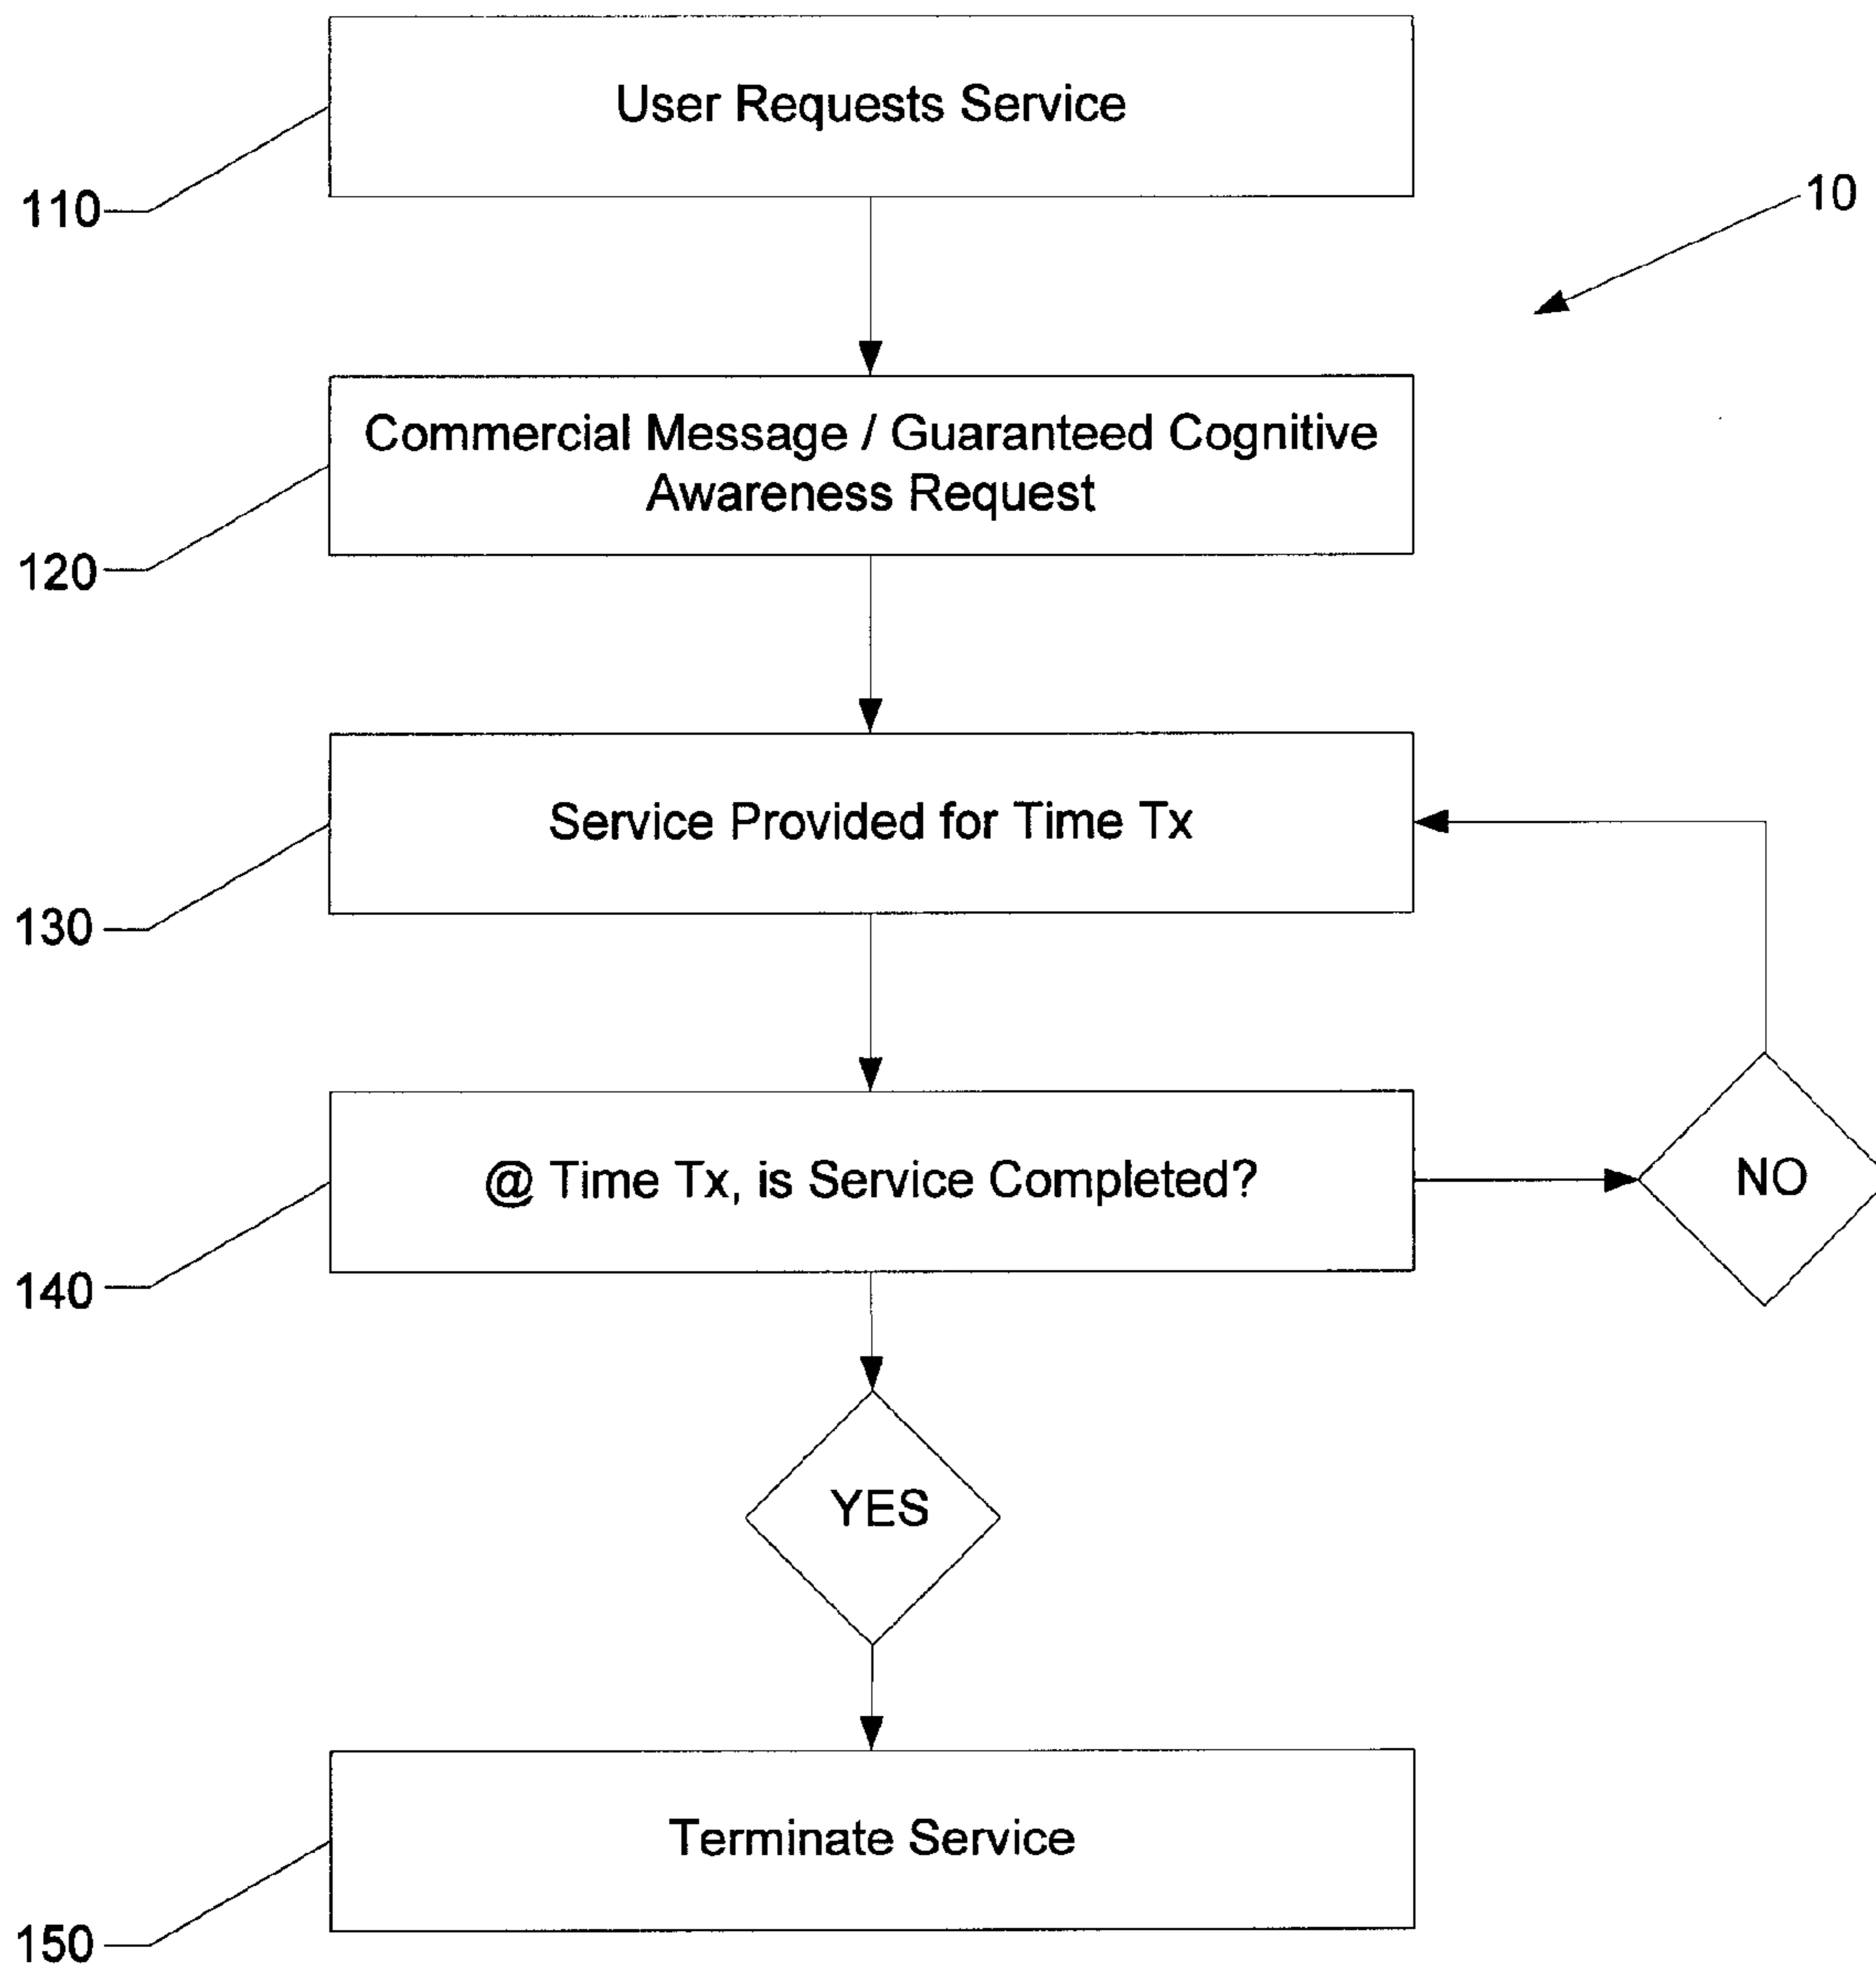 User Requests Service
110
10
Commercial Message / Guaranteed Cognitive
Awareness Request
120
Service Provided for Time Tx
130
@ Time Tx, is Service Completed?
NO
140
YES
Terminate Service
150